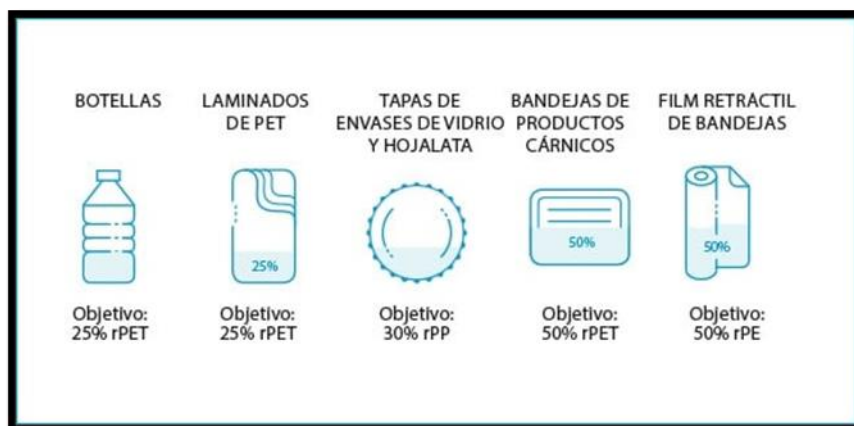 BOTELLAS
LAMINADOS
DE PET
TAPAS DE
ENVASES DE VIDRIO
Y HOJALATA
BANDEJAS DE
PRODUCTOS
CÁRNICOS
FILM RETRÁCTIL
DE BANDEJAS
25%
50%
50%
Objetivo:
25% rPET
Objetivo:
25% rPET
Objetivo:
30% rPP
Objetivo:
50% rPET
Objetivo:
50% rPE